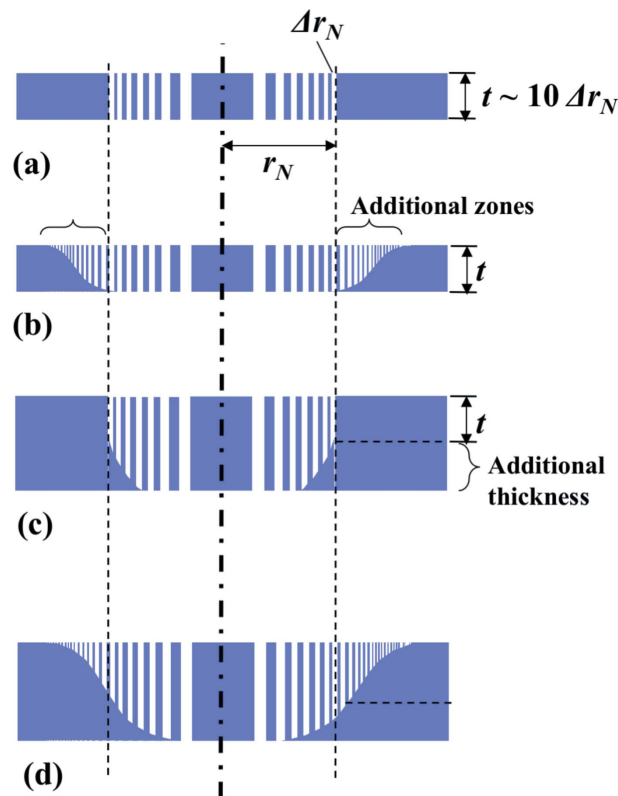 Δr_N
t ~ 10 Δr_N
(a)
r_N
Additional zones
t
(b)
t
Additional
thickness
(c)
(d)